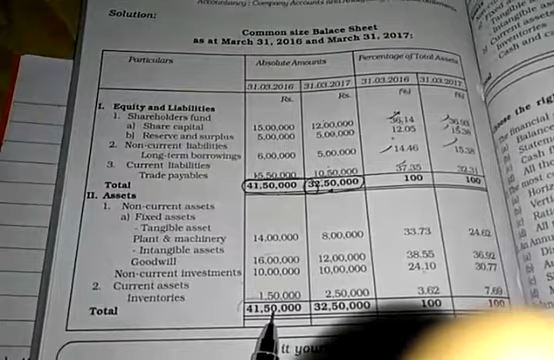 Solution:
Common size Balace Sheet
as at March 31, 2016 and March 31, 2017:
Particulars Absolute Amounts Percentage of Total Assets
31.03.2016 31.03.2017 31.03.2016 31.03.2017
Rs. Rs. (%) (%)
I. Equity and Liabilities
1. Shareholders fund
a) Share capital 15,00,000 12,00,000 36.14 36.93
b) Reserve and surplus 5,00,000 5,00,000 12.05 15.38
2. Non-current liabilities
Long-term borrowings 6,00,000 5,00,000 14.46 15.38
3. Current liabilities
Trade payables 15,50,000 10,50,000 37.35 32.31
Total 41,50,000 32,50,000 100 100
II. Assets
1. Non-current assets
a) Fixed assets
- Tangible asset
Plant & machinery 14,00,000 8,00,000 33.73 24.62
- Intangible assets
Goodwill 16,00,000 12,00,000 38.55 36.92
Non-current investments 10,00,000 10,00,000 24.10 30.77
2. Current assets
Inventories 1,50,000 2,50,000 3.62 7.69
Total 41,50,000 32,50,000 100 100
it your